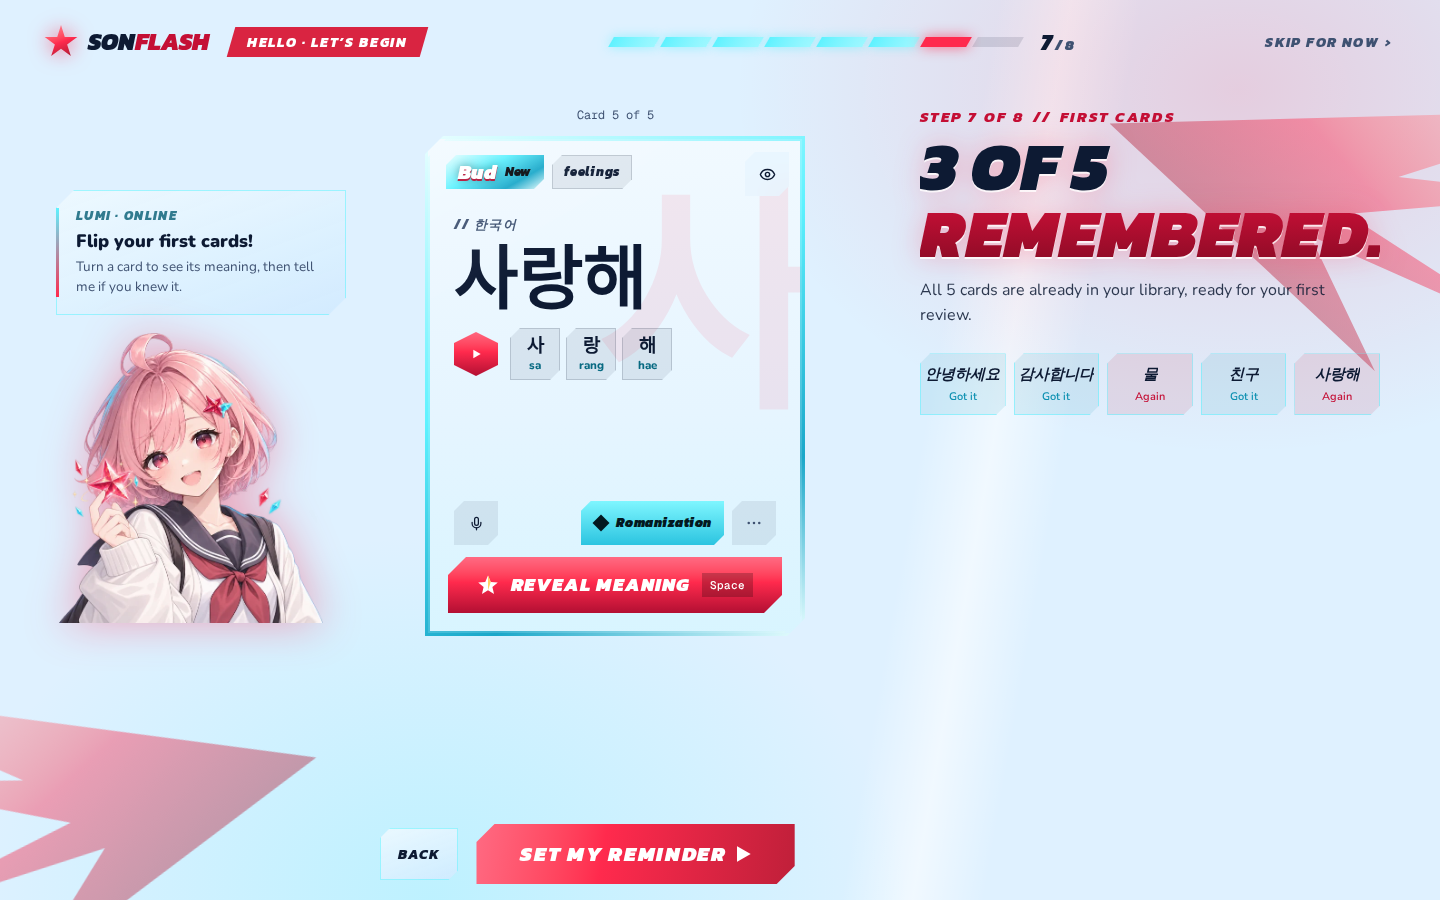 SONFLASH
HELLO · LET'S BEGIN
7 / 8
SKIP FOR NOW >
LUMI · ONLINE
Flip your first cards!
Turn a card to see its meaning, then tell
me if you knew it.
Card 5 of 5
Bud New
feelings
// 한국어
사랑해
사
사 랑 해
sa rang hae
Romanization
REVEAL MEANING Space
STEP 7 OF 8 // FIRST CARDS
3 OF 5
REMEMBERED.
All 5 cards are already in your library, ready for your first
review.
안녕하세요 감사합니다 물 친구 사랑해
Got it Got it Again Got it Again
BACK
SET MY REMINDER